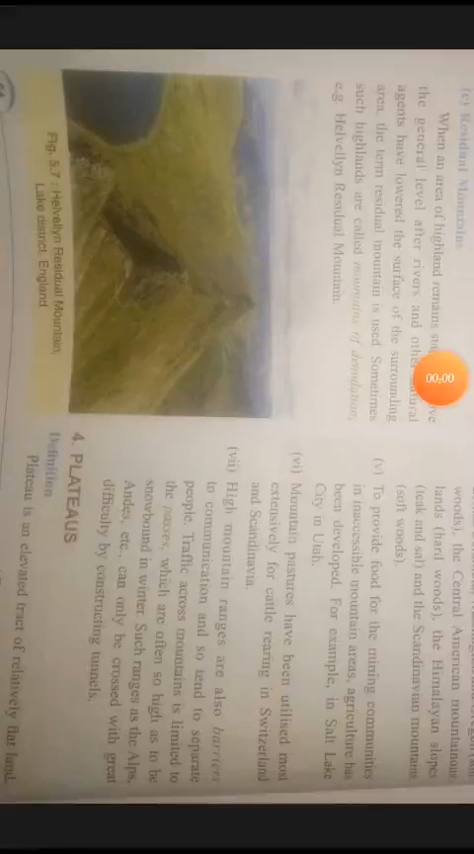 (c) Residual Mountains
When an area of highland remains
the general level after rivers and
agents have lowered the surface of the surrounding
area, the term residual mountain is used. Sometimes
such highlands are called mountains of denudation,
e.g. Helvellyn Residual Mountain.
Fig. 5.7 : Helvellyn Residual Mountain,
Lake district, England
woods), the Central American mountainous
lands (hard woods), the Himalayan slopes
(teak and sal) and the Scandinavian mountains
(soft woods).
(v) To provide food for the mining communities
in inaccessible mountain areas, agriculture has
been developed. For example, in Salt Lake
City in Utah.
(vi) Mountain pastures have been utilised most
extensively for cattle rearing in Switzerland
and Scandinavia.
(vii) High mountain ranges are also barriers
to communication and so tend to separate
people. Traffic across mountains is limited to
the passes, which are often so high as to be
snowbound in winter. Such ranges as the Alps,
Andes, etc., can only be crossed with great
difficulty by constructing tunnels.
4. PLATEAUS
Definition
Plateau is an elevated tract of relatively flat land.
00:00